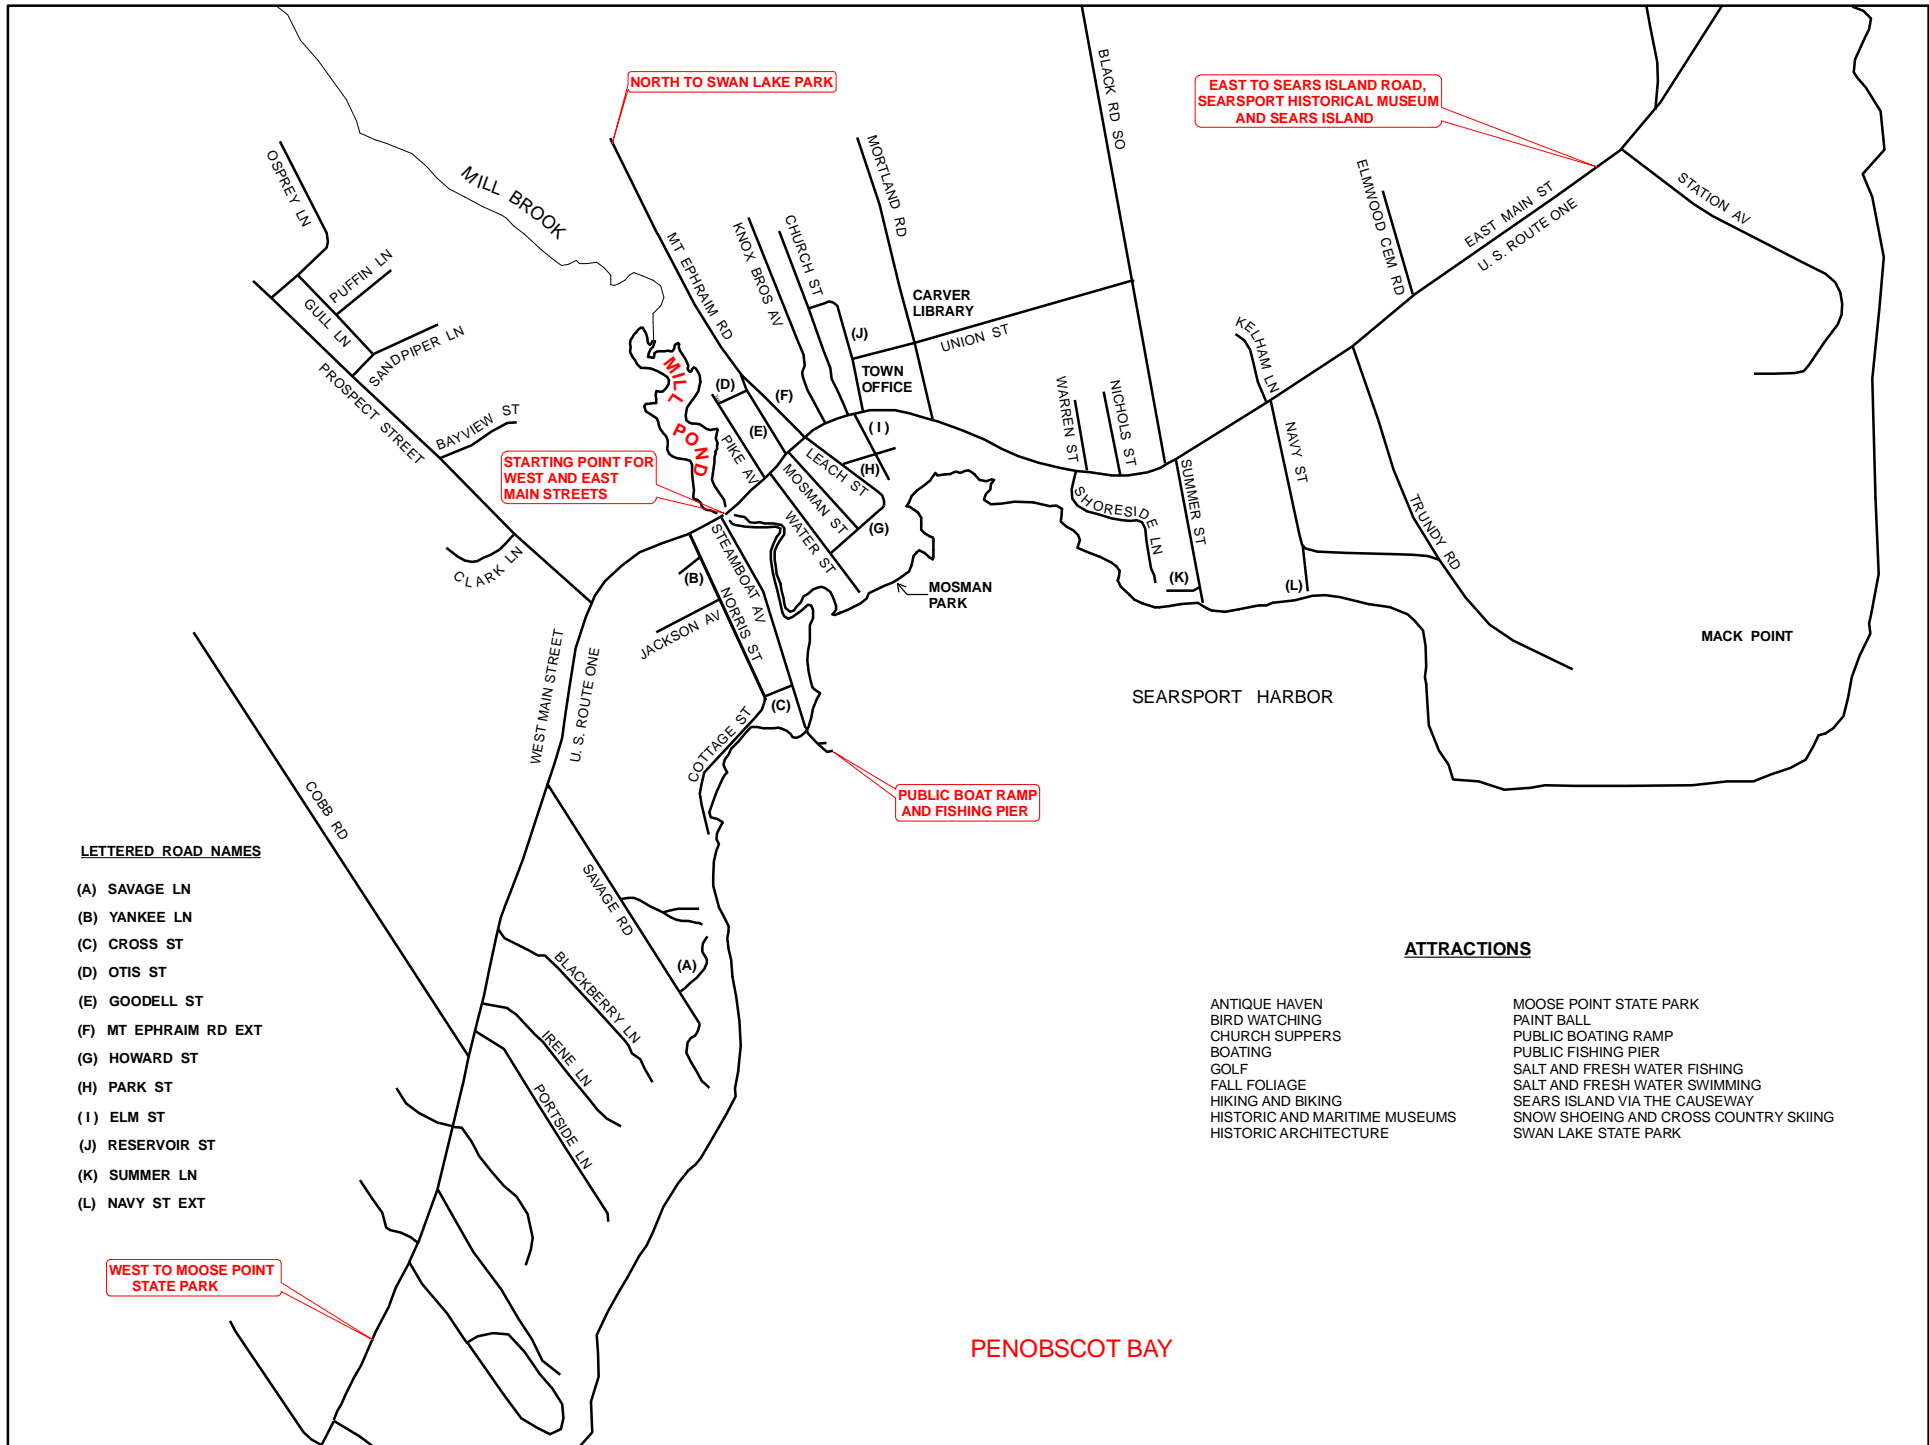 NORTH TO SWAN LAKE PARK
EAST TO SEARS ISLAND ROAD,
SEARSPORT HISTORICAL MUSEUM
AND SEARS ISLAND
BLACK RD SO
MORTLAND RD
OSPREY LN
MILL BROOK
ELMWOOD CEM RD
STATION AV
EAST MAIN ST
U. S. ROUTE ONE
PUFFIN LN
GULL LN
SANDPIPER LN
MT EPHRAIM RD
KNOX BROS AV
CHURCH ST
CARVER
LIBRARY
(J)
UNION ST
KELHAM LN
PROSPECT STREET
MILL
POND
(D)
(F)
TOWN
OFFICE
WARREN ST
NICHOLS ST
BAYVIEW ST
(E)
PIKE AV
( I )
(H)
LEACH ST
NAVY ST
STARTING POINT FOR
WEST AND EAST
MAIN STREETS
MOSMAN ST
WATER ST
(G)
SHORESIDE LN
SUMMER ST
TRUNDY RD
CLARK LN
STEAMBOAT AV
(B)
NORRIS ST
JACKSON AV
MOSMAN
PARK
(K)
(L)
MACK POINT
WEST MAIN STREET
U. S. ROUTE ONE
SEARSPORT HARBOR
(C)
COTTAGE ST
PUBLIC BOAT RAMP
AND FISHING PIER
COBB RD
SAVAGE RD
(A)
BLACKBERRY LN
IRENE LN
PORTSIDE LN
LETTERED ROAD NAMES
(A) SAVAGE LN
(B) YANKEE LN
(C) CROSS ST
(D) OTIS ST
(E) GOODELL ST
(F) MT EPHRAIM RD EXT
(G) HOWARD ST
(H) PARK ST
( I ) ELM ST
(J) RESERVOIR ST
(K) SUMMER LN
(L) NAVY ST EXT
WEST TO MOOSE POINT
STATE PARK
ATTRACTIONS
ANTIQUE HAVEN
BIRD WATCHING
CHURCH SUPPERS
BOATING
GOLF
FALL FOLIAGE
HIKING AND BIKING
HISTORIC AND MARITIME MUSEUMS
HISTORIC ARCHITECTURE
MOOSE POINT STATE PARK
PAINT BALL
PUBLIC BOATING RAMP
PUBLIC FISHING PIER
SALT AND FRESH WATER FISHING
SALT AND FRESH WATER SWIMMING
SEARS ISLAND VIA THE CAUSEWAY
SNOW SHOEING AND CROSS COUNTRY SKIING
SWAN LAKE STATE PARK
PENOBSCOT BAY